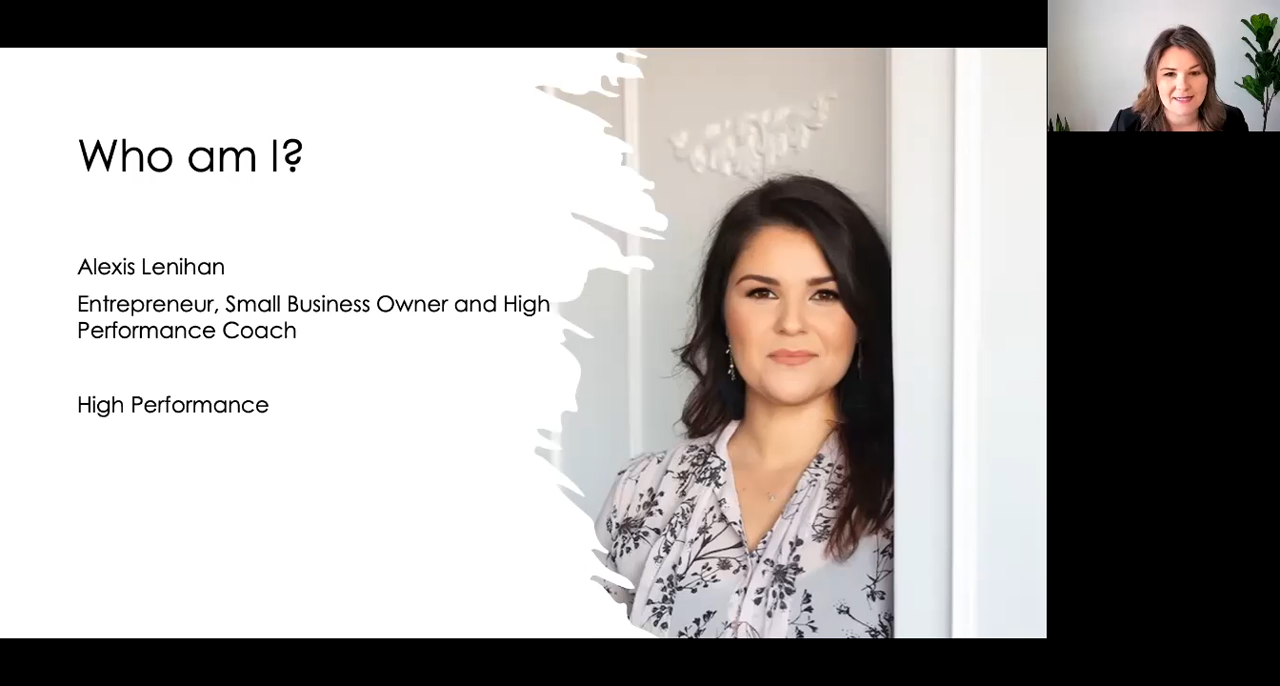 Who am I?
Alexis Lenihan
Entrepreneur, Small Business Owner and High
Performance Coach
High Performance